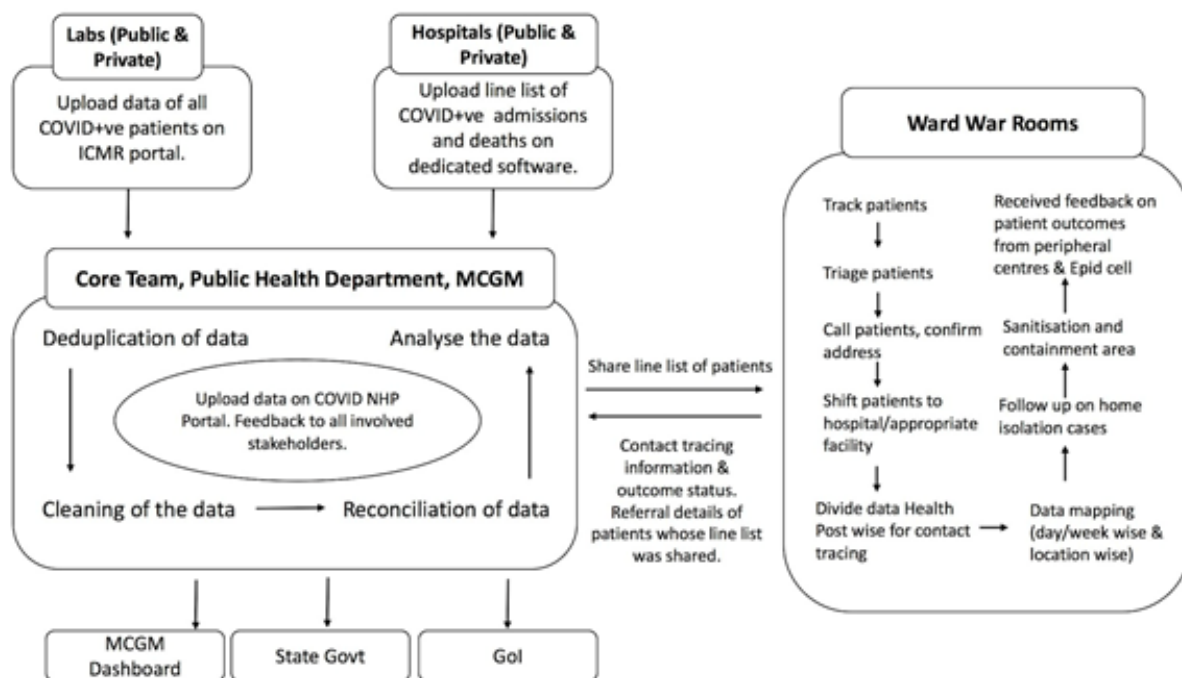 Labs (Public &
Private)
Upload data of all
COVID+ve patients on
ICMR portal.
Hospitals (Public &
Private)
Upload line list of
COVID+ve admissions
and deaths on
dedicated software.
Core Team, Public Health Department, MCGM
Deduplication of data
Analyse the data
Upload data on COVID NHP
Portal. Feedback to all involved
stakeholders.
Cleaning of the data
Reconciliation of data
MCGM
Dashboard
State Govt
GoI
Share line list of patients
Contact tracing
information &
outcome status.
Referral details of
patients whose line list
was shared.
Ward War Rooms
Track patients
Triage patients
Call patients, confirm
address
Shift patients to
hospital/appropriate
facility
Divide data Health
Post wise for contact
tracing
Data mapping
(day/week wise &
location wise)
Follow up on home
isolation cases
Sanitisation and
containment area
Received feedback on
patient outcomes
from peripheral
centres & Epid cell